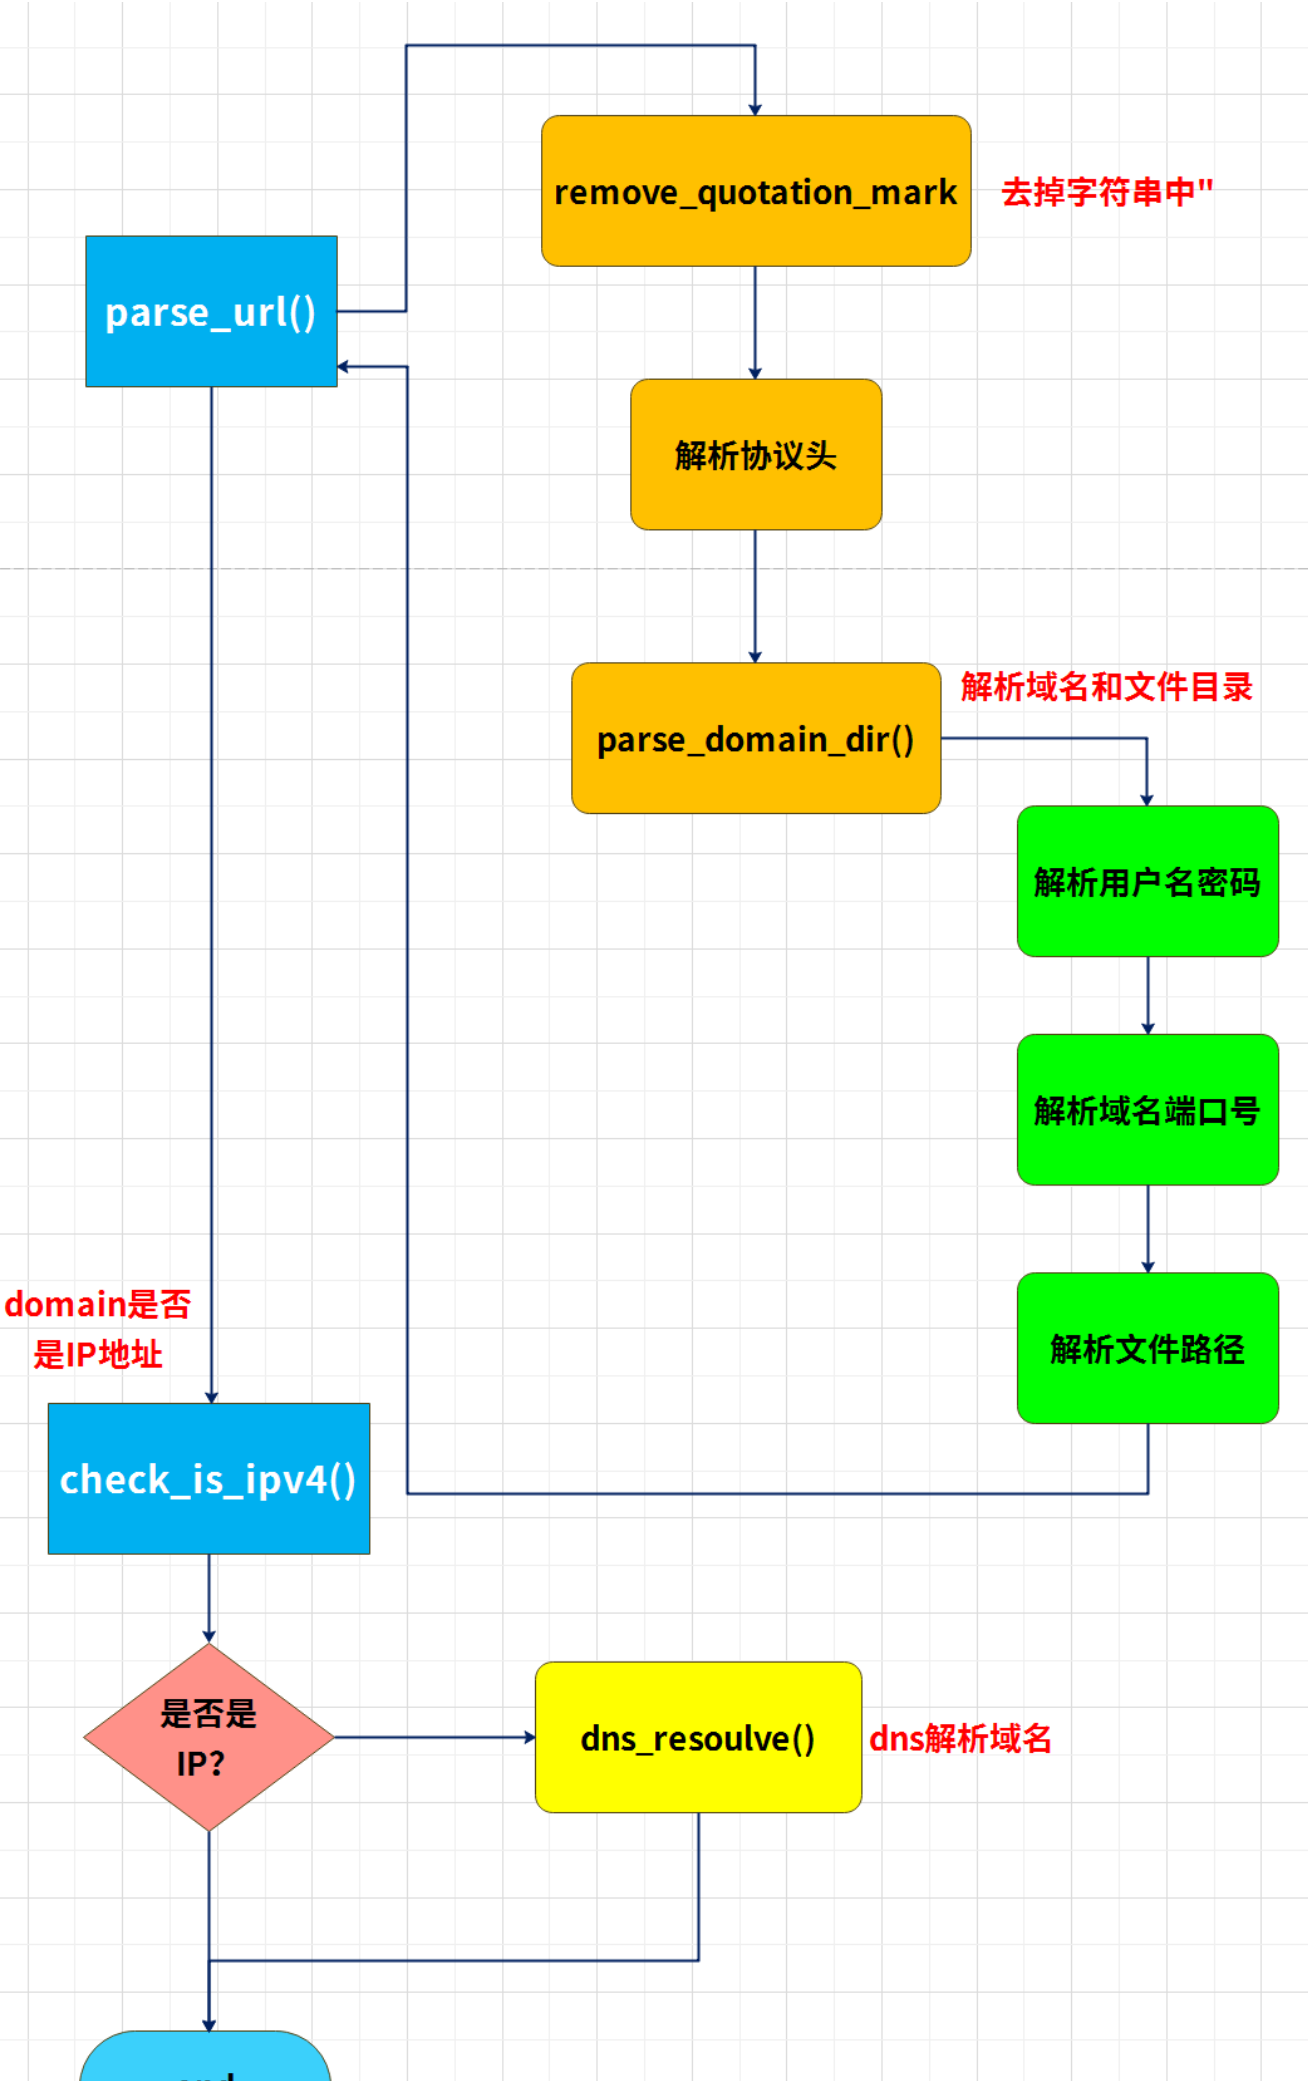 remove_quotation_mark
去掉字符串中"
parse_url()
解析协议头
解析域名和文件目录
parse_domain_dir()
解析用户名密码
解析域名端口号
domain是否
是IP地址
解析文件路径
check_is_ipv4()
是否是
IP?
dns_resoulve()
dns解析域名